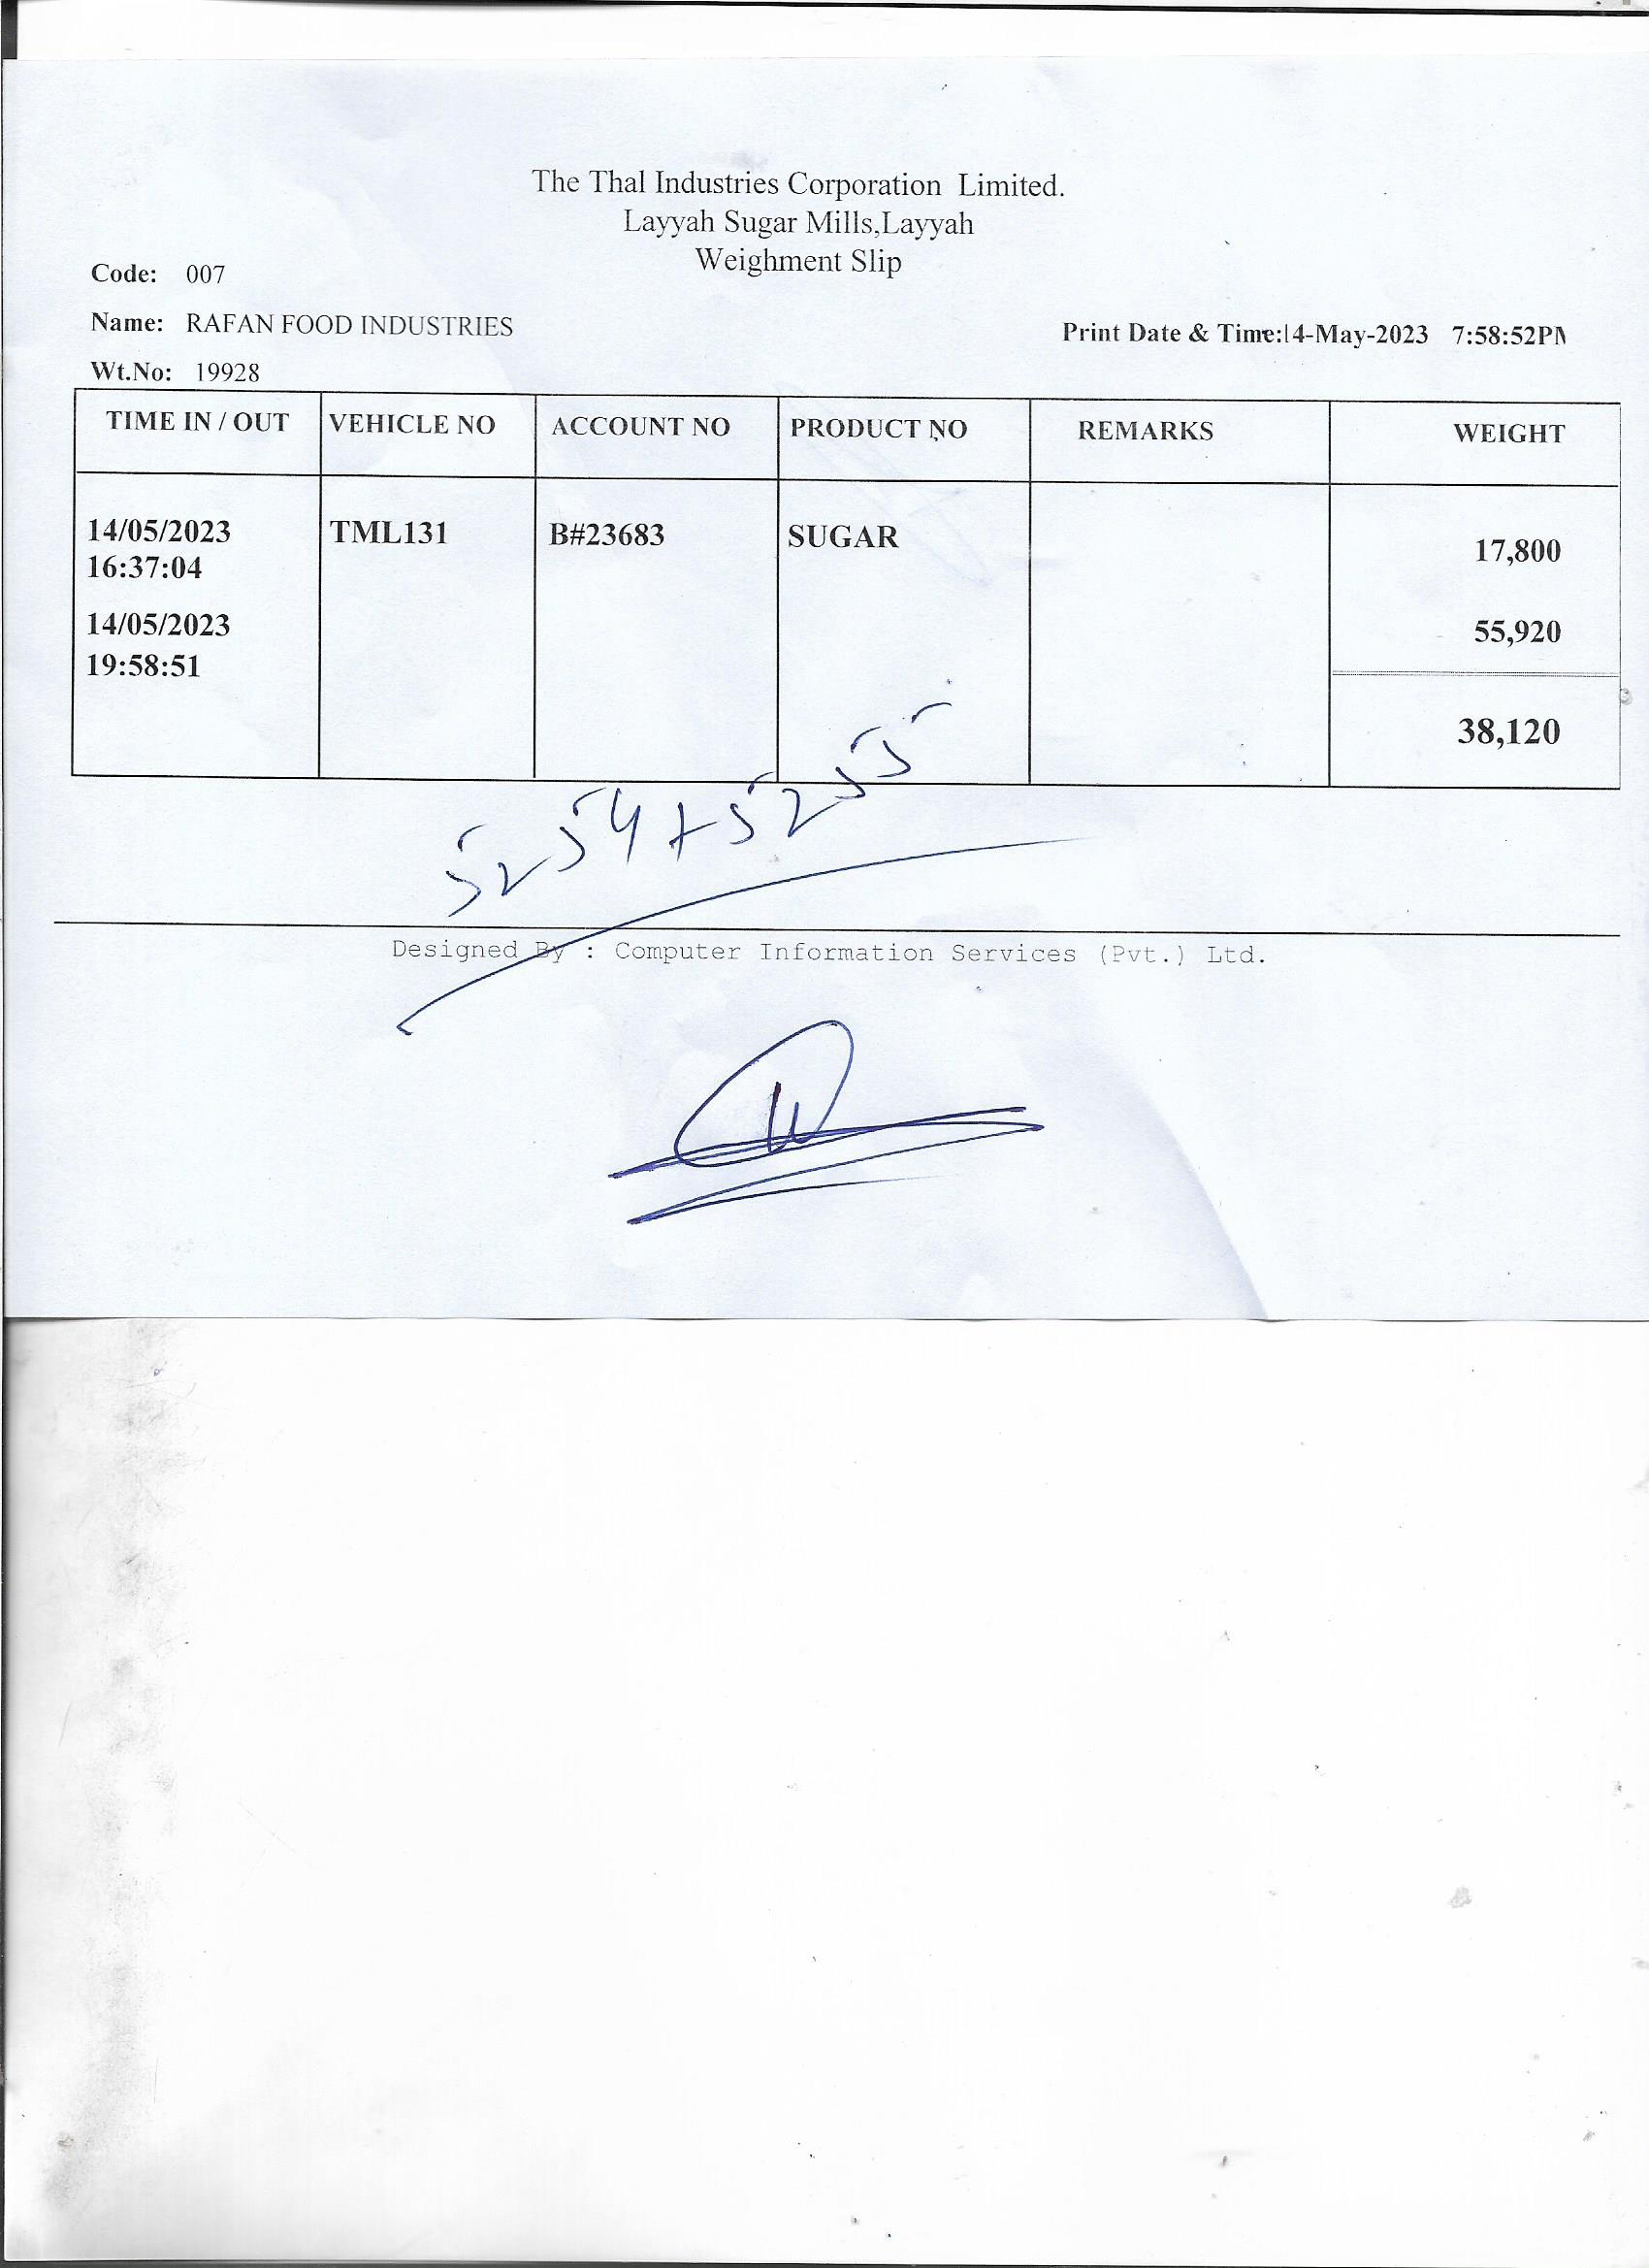 The Thal Industries Corporation Limited.
Layyah Sugar Mills,Layyah
Weighment Slip
Code: 007
Name: RAFAN FOOD INDUSTRIES
Print Date & Time:14-May-2023 7:58:52PM
Wt.No: 19928
TIME IN / OUT VEHICLE NO ACCOUNT NO PRODUCT NO REMARKS WEIGHT
14/05/2023 TML131 B#23683 SUGAR 17,800
16:37:04
14/05/2023 55,920
19:58:51
38,120
5254+5255
Designed By : Computer Information Services (Pvt.) Ltd.